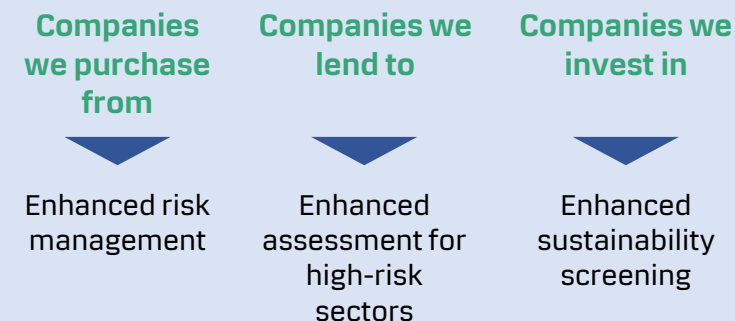 Companies
we purchase
from
Enhanced risk
management
Companies we
lend to
Enhanced
assessment for
high-risk
sectors
Companies we
invest in
Enhanced
sustainability
screening